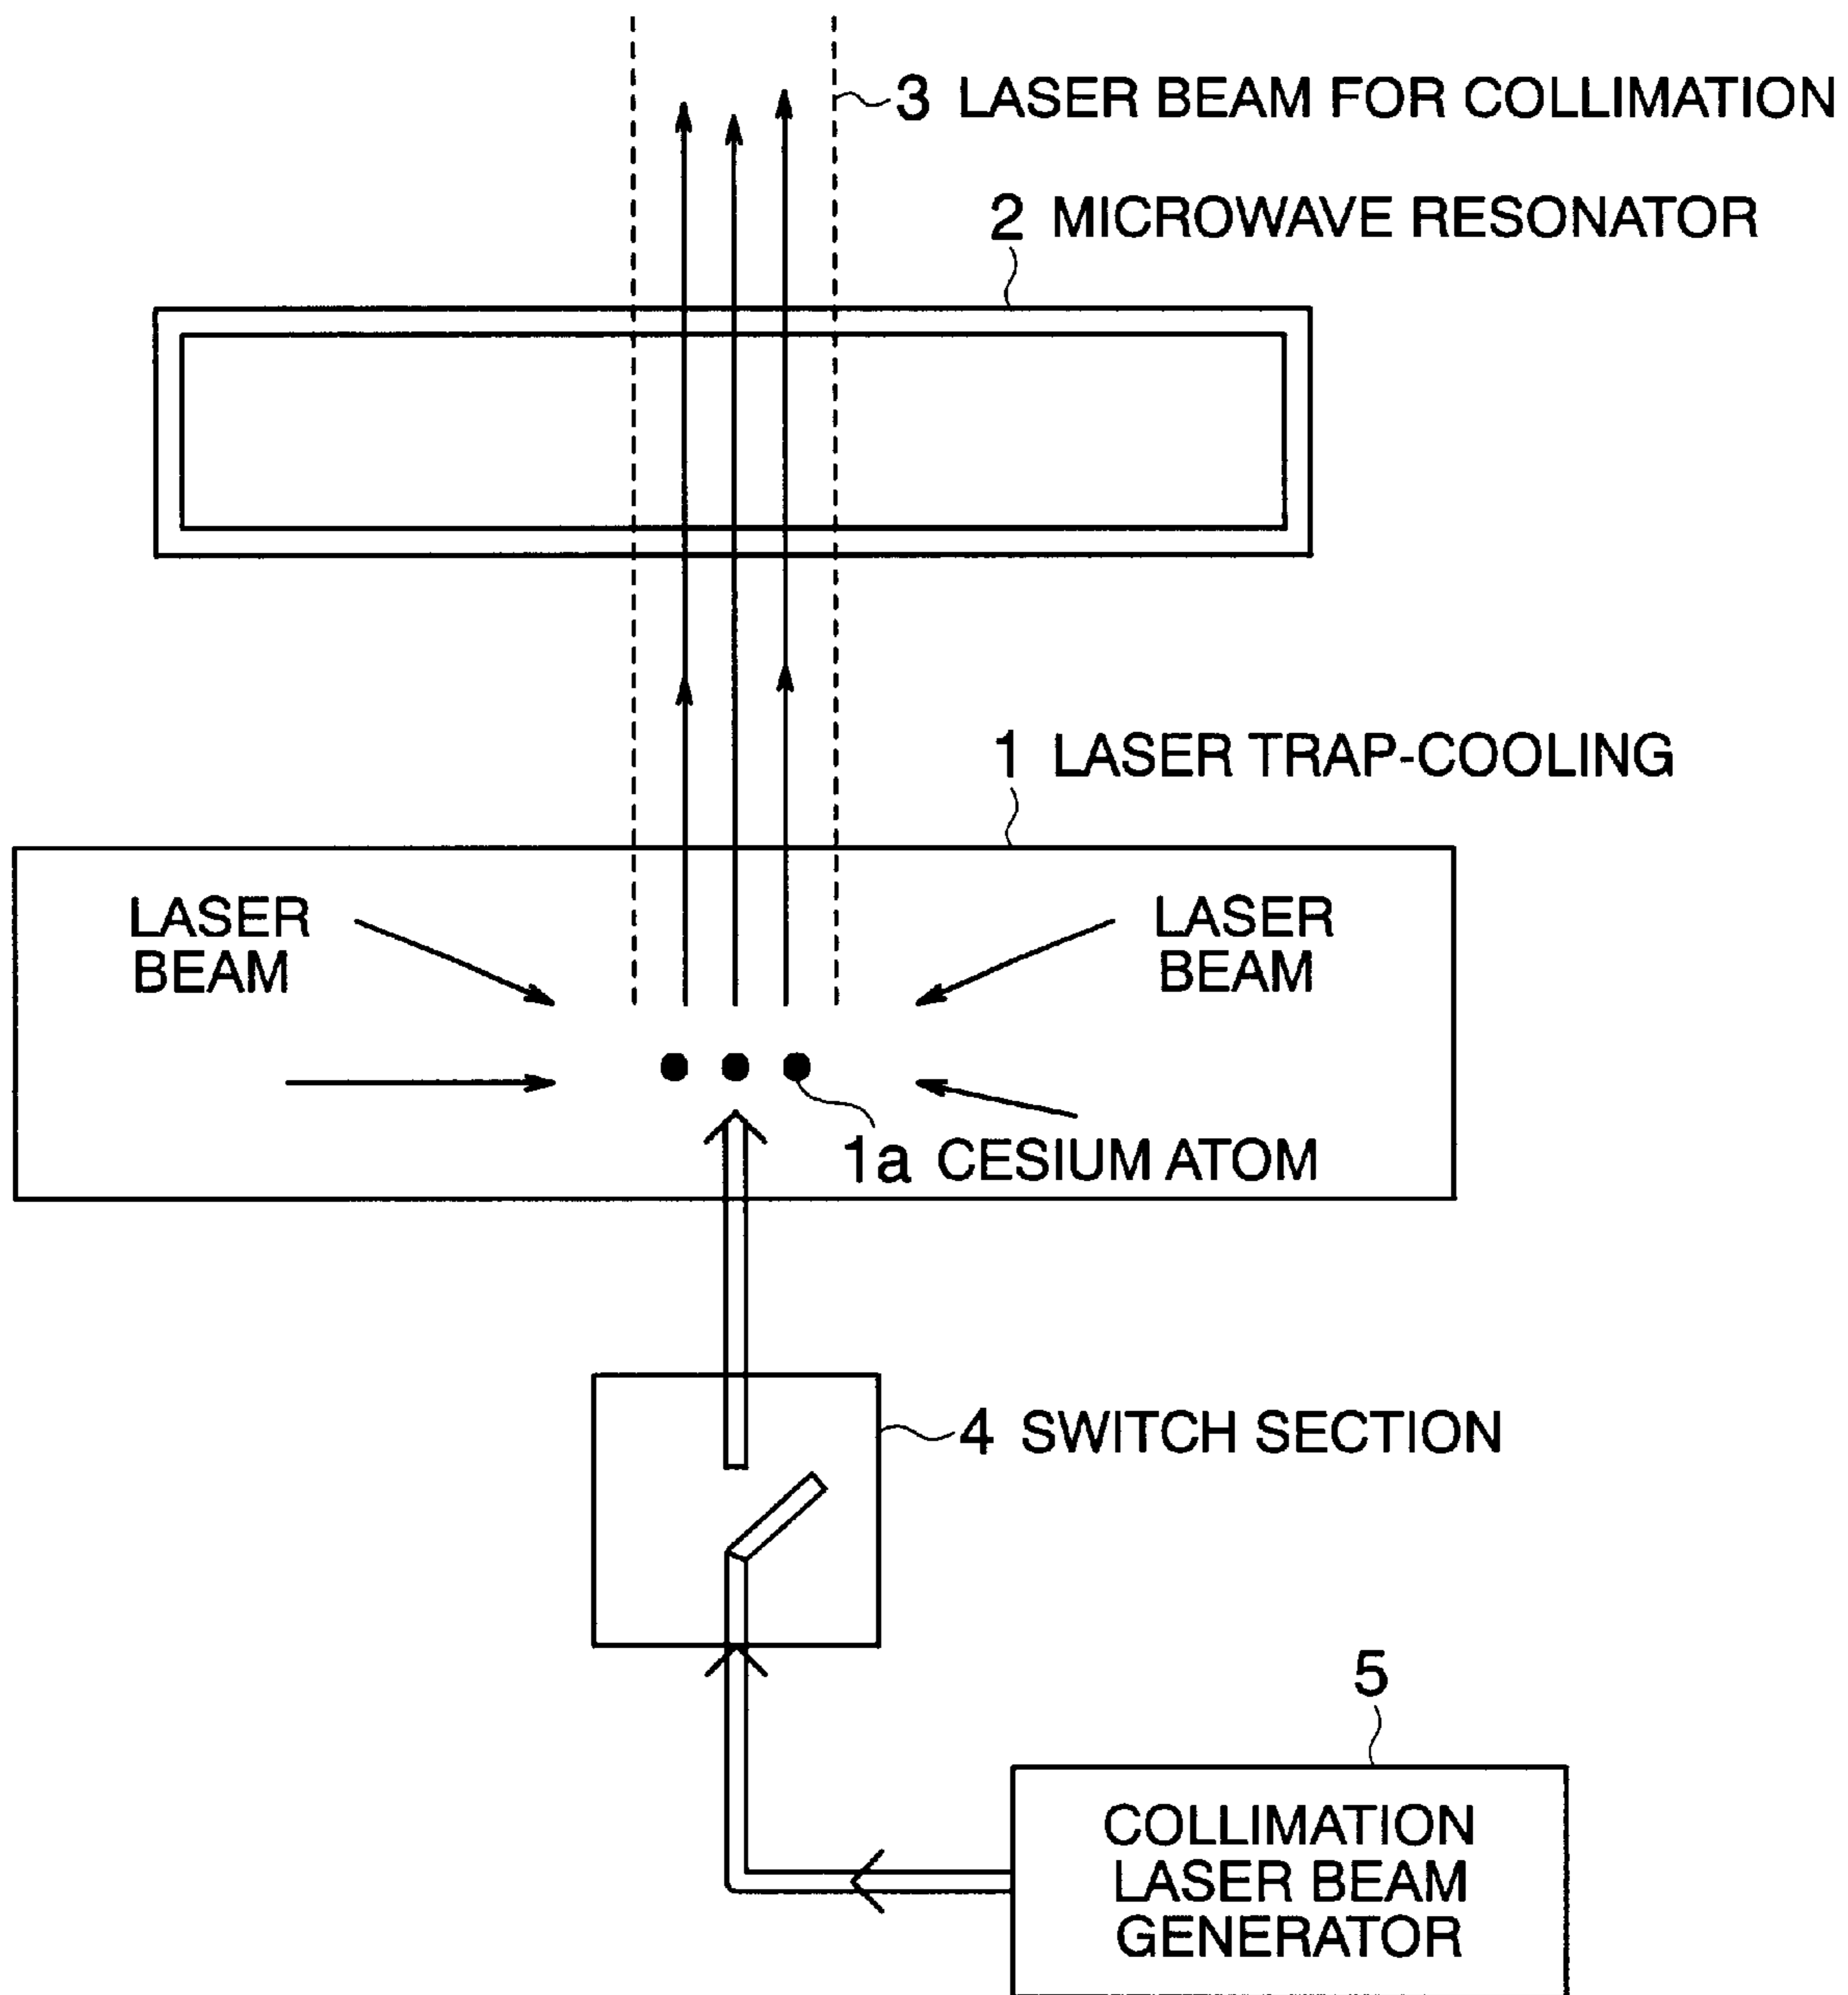 3 LASER BEAM FOR COLLIMATION
2 MICROWAVE RESONATOR
1 LASER TRAP-COOLING
LASER
BEAM
LASER
BEAM
1a CESIUM ATOM
4 SWITCH SECTION
5
COLLIMATION
LASER BEAM
GENERATOR